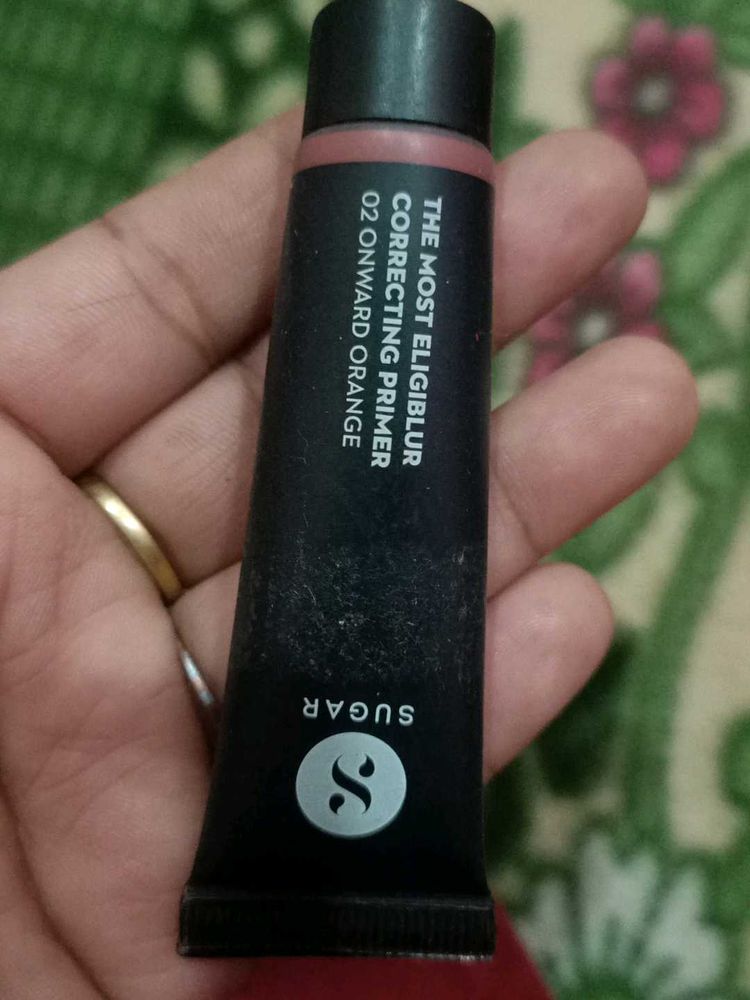 THE MOST ELIGIBLUR
CORRECTING PRIMER
02 ONWARD ORANGE
SUGAR